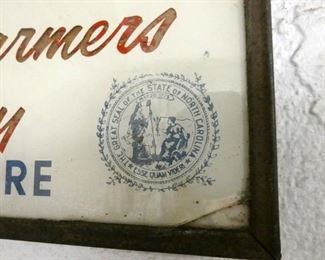 armers
y
RE
THE GREAT SEAL OF THE STATE OF NORTH CAROLINA
ESSE QUAM VIDERI